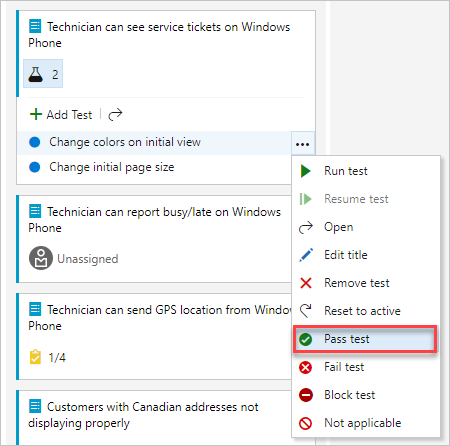 Technician can see service tickets on Windows
Phone
2
Add Test
Change colors on initial view
Change initial page size
Technician can report busy/late on Windows
Phone
Unassigned
Technician can send GPS location from Window
Phone
1/4
Customers with Canadian addresses not
displaying properly
Run test
Resume test
Open
Edit title
Remove test
Reset to active
Pass test
Fail test
Block test
Not applicable